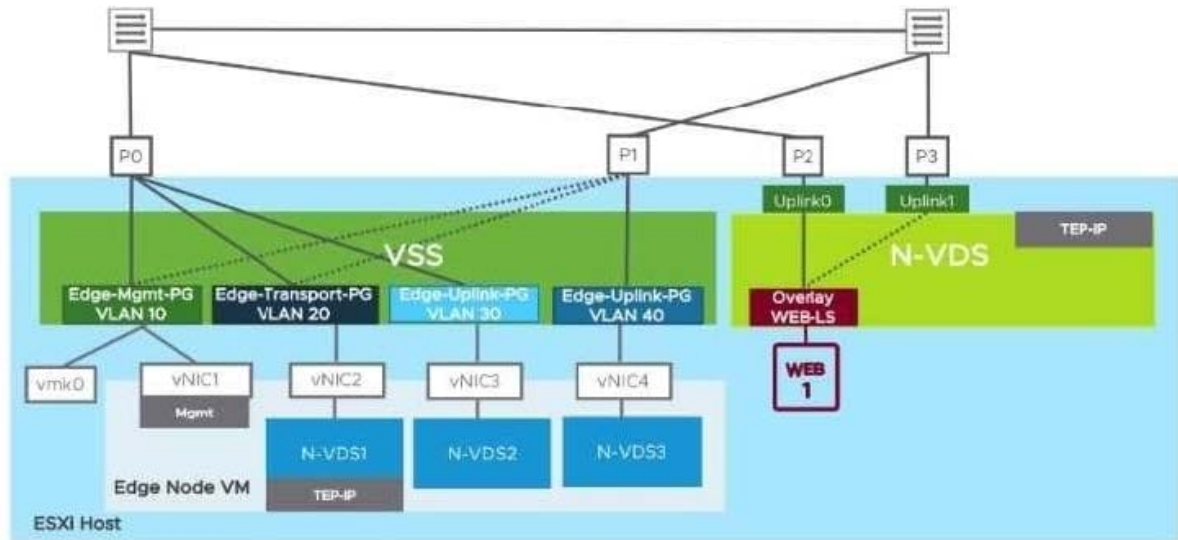 P0
P1
P2
P3
Uplink0
Uplink1
TEP-IP
VSS
N-VDS
Edge-Mgmt-PG
VLAN 10
Edge-Transport-PG
VLAN 20
Edge-Uplink-PG
VLAN 30
Edge-Uplink-PG
VLAN 40
Overlay
WEB-LS
vmk0
vNIC1
Mgmt
vNIC2
vNIC3
vNIC4
WEB
1
N-VDS1
N-VDS2
N-VDS3
TEP-IP
Edge Node VM
ESXi Host